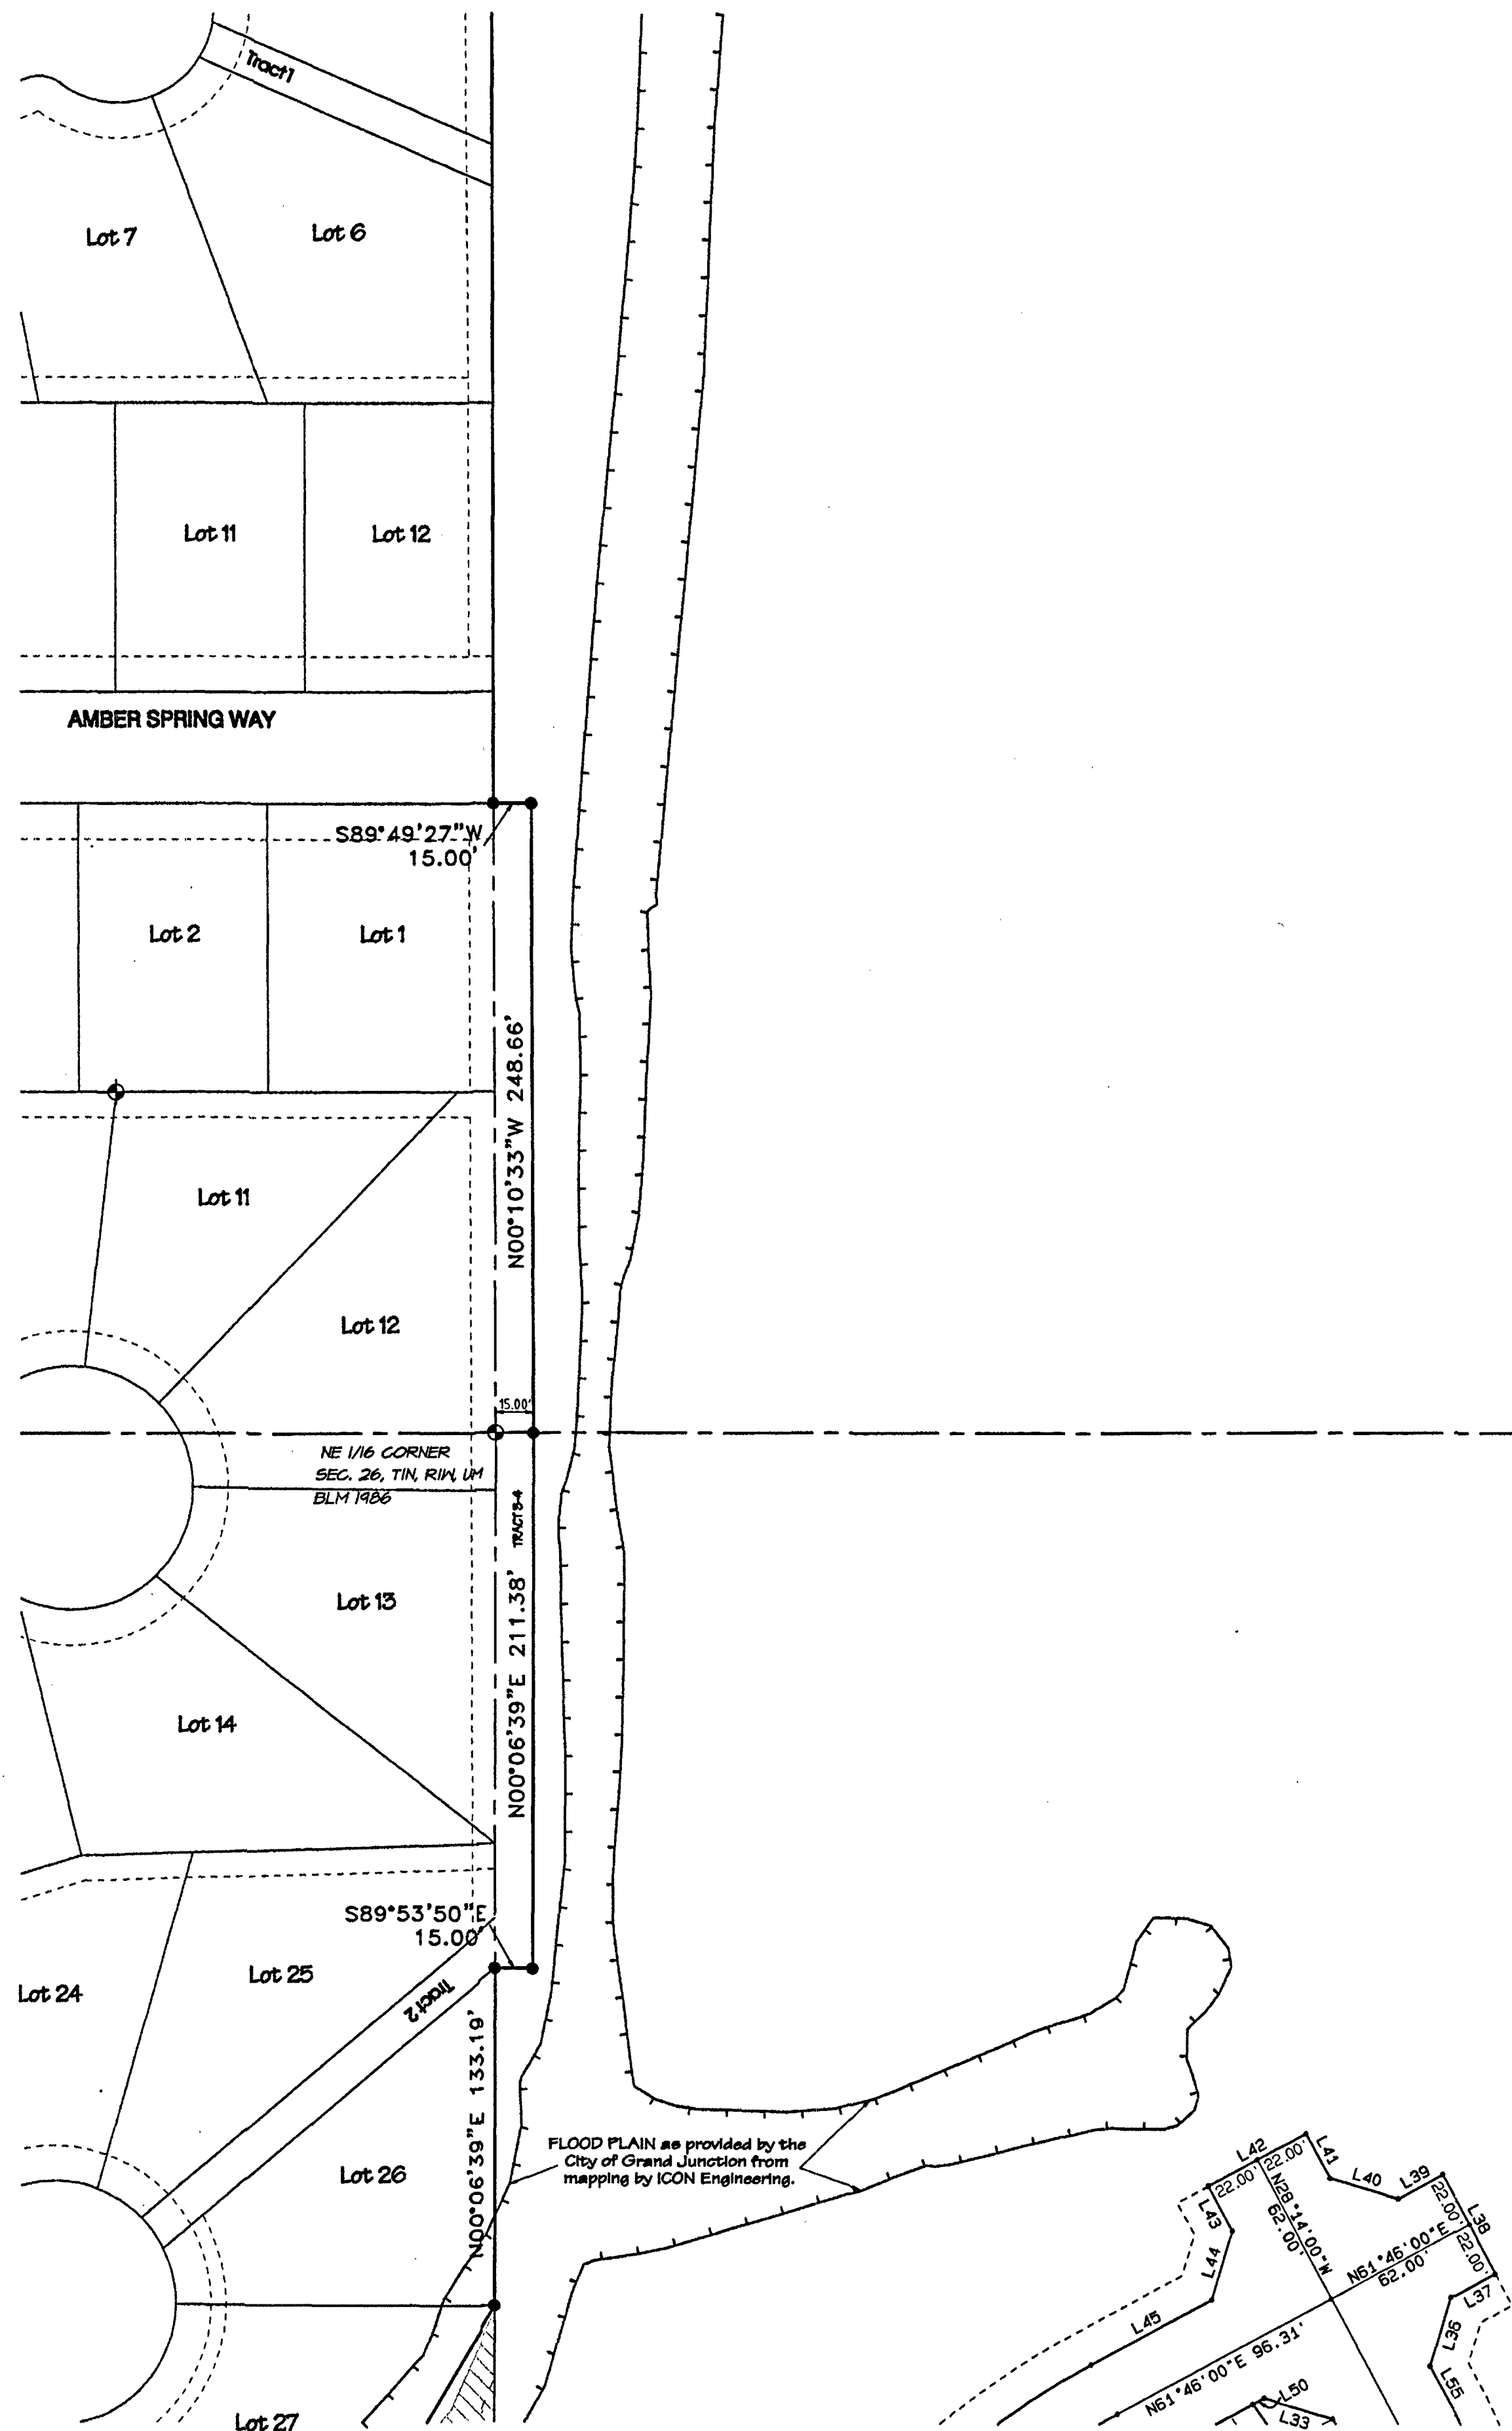 Tract 1
Lot 7
Lot 6
Lot 11
Lot 12
AMBER SPRING WAY
S89°49'27"W
15.00'
Lot 2
Lot 1
N00°10'33"W 248.66'
Lot 11
Lot 12
15.00'
NE 1/16 CORNER
SEC. 26, T1N, R1W, UM
BLM 1986
TRACT B-4
Lot 13
N00°06'39"E 211.38'
Lot 14
S89°53'50"E
15.00'
Lot 25
Lot 24
Tract 2
N00°06'39"E 133.19'
FLOOD PLAIN as provided by the
City of Grand Junction from
mapping by ICON Engineering.
Lot 26
L42
22.00'
22.00'
L41
L40
L39
L43
N28°14'00"W
62.00'
22.00'
L38
L44
N61°46'00"E
62.00'
22.00'
L37
L45
L36
N61°46'00"E 96.31'
L55
L50
L33
Lot 27